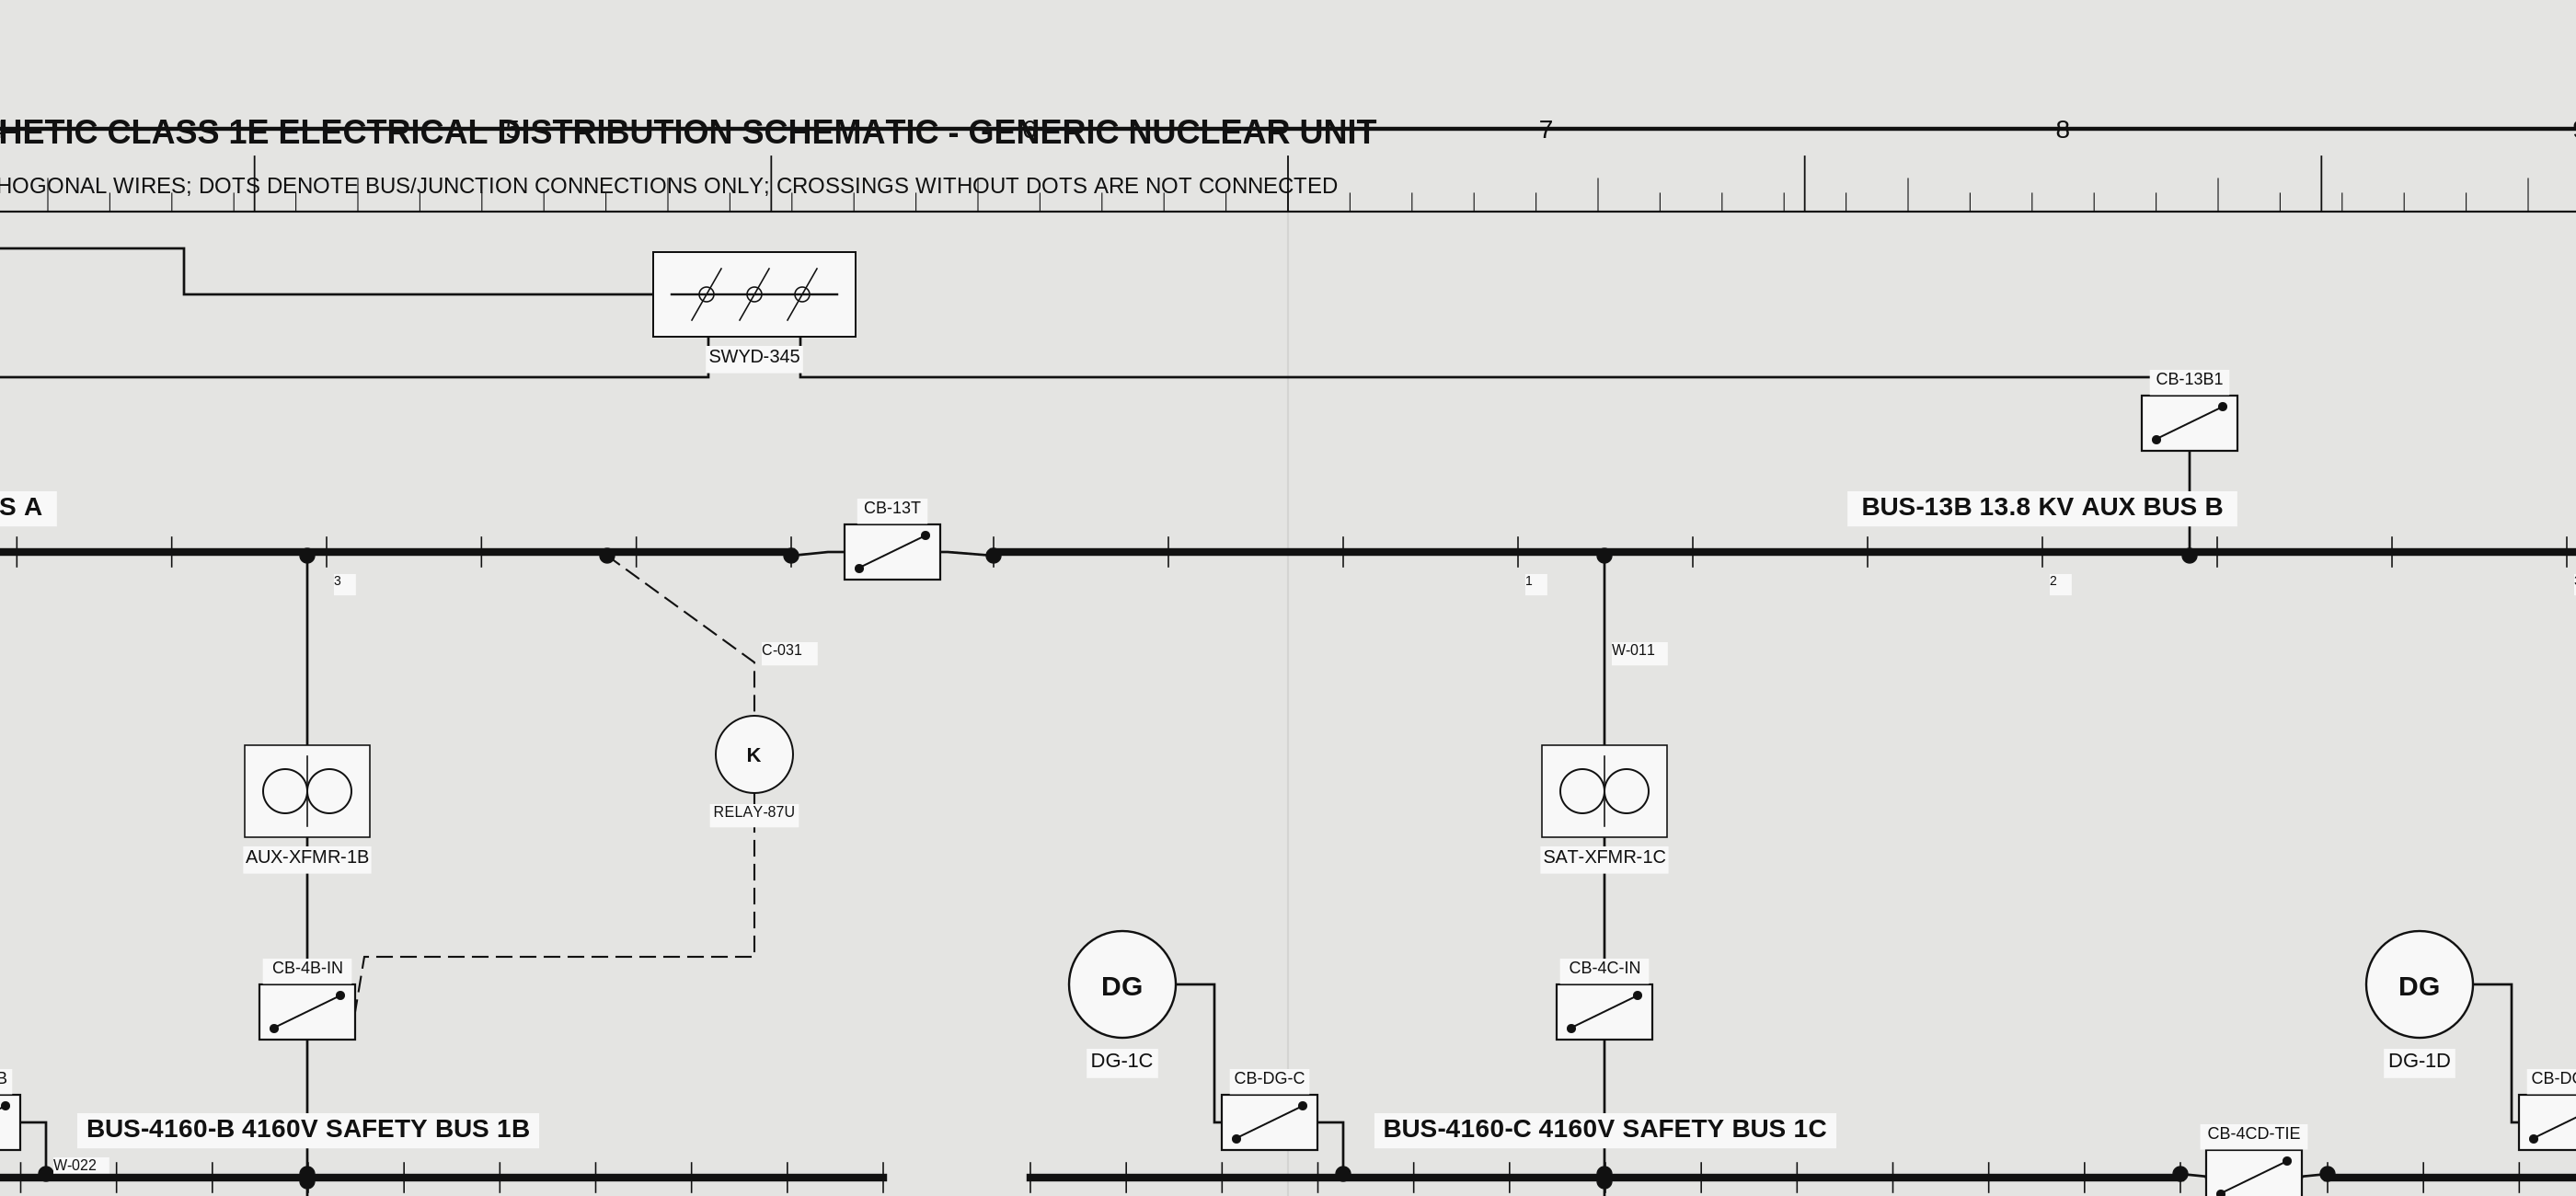 HETIC CLASS 1E ELECTRICAL DISTRIBUTION SCHEMATIC - GENERIC NUCLEAR UNIT
5 6 7 8
HOGONAL WIRES; DOTS DENOTE BUS/JUNCTION CONNECTIONS ONLY; CROSSINGS WITHOUT DOTS ARE NOT CONNECTED
SWYD-345
CB-13B1
S A
CB-13T
BUS-13B 13.8 KV AUX BUS B
3
1
2
C-031
W-011
K
RELAY-87U
AUX-XFMR-1B
SAT-XFMR-1C
CB-4B-IN
CB-4C-IN
DG
DG
DG-1C
DG-1D
B
CB-DG-C
CB-DG
BUS-4160-B 4160V SAFETY BUS 1B
BUS-4160-C 4160V SAFETY BUS 1C
CB-4CD-TIE
W-022